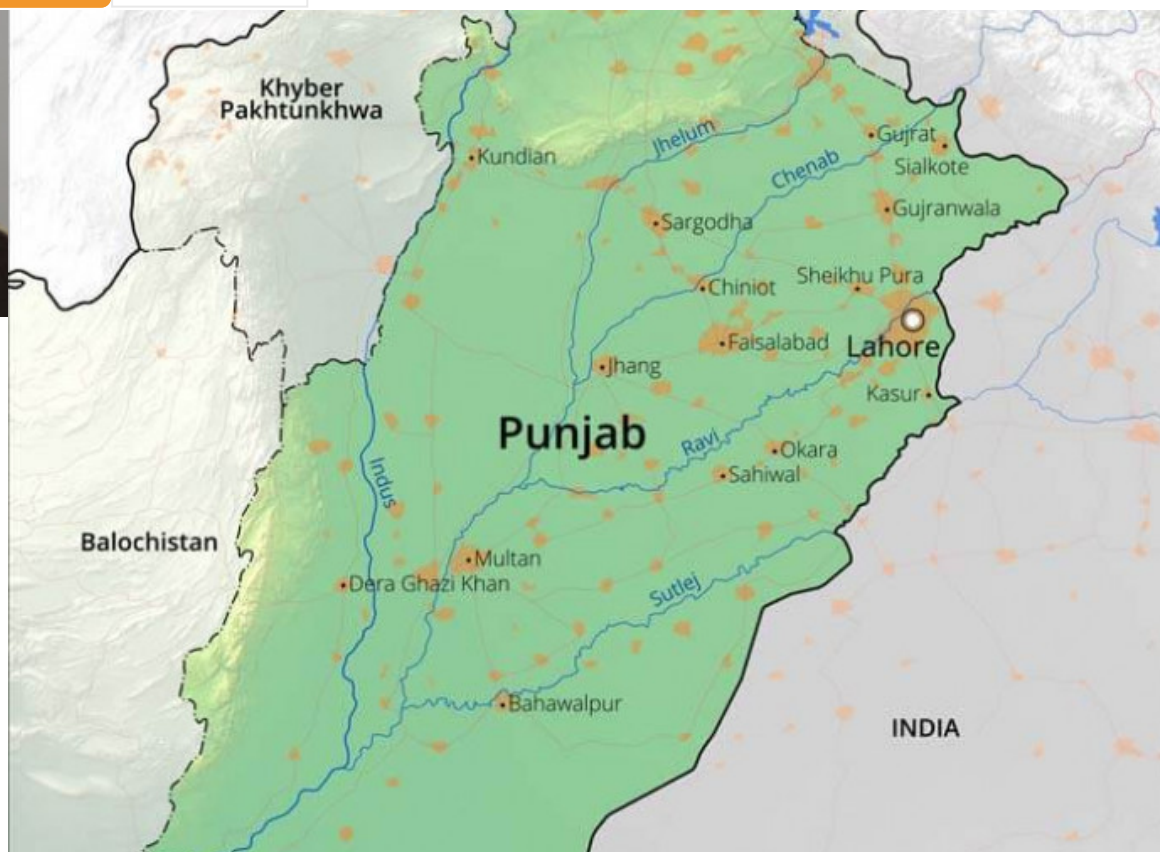 Khyber
Pakhtunkhwa
Kundian
Jhelum
Gujrat
Chenab
Sialkote
Sargodha
Gujranwala
Chiniot
Sheikhu Pura
Faisalabad
Lahore
Jhang
Kasur
Punjab
Ravi
Okara
Sahiwal
Indus
Balochistan
Multan
Dera Ghazi Khan
Sutlej
Bahawalpur
INDIA